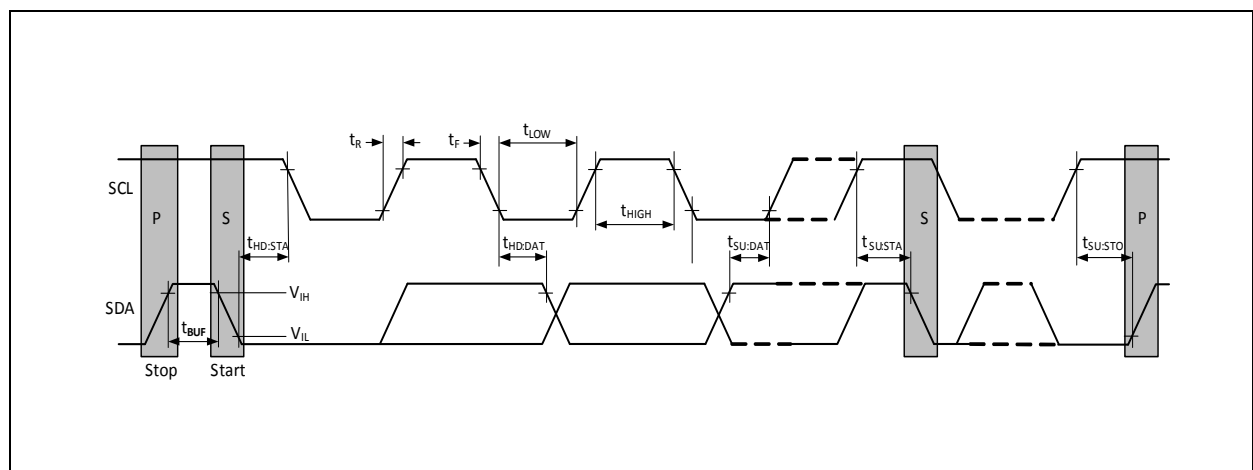 t_R
t_F
t_LOW
SCL
P
S
t_HIGH
S
P
t_HD:STA
t_HD:DAT
t_SU:DAT
t_SU:STA
t_SU:STO
SDA
V_IH
t_BUF
V_IL
Stop
Start